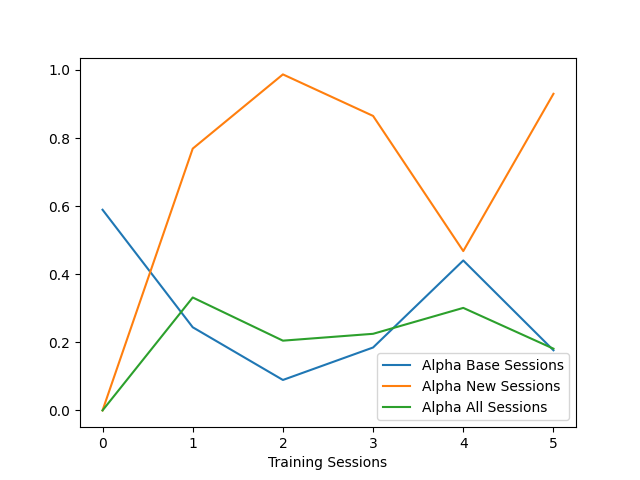 1.0
0.8
0.6
0.4
0.2
0.0
Alpha Base Sessions
Alpha New Sessions
Alpha All Sessions
0 1 2 3 4 5
Training Sessions